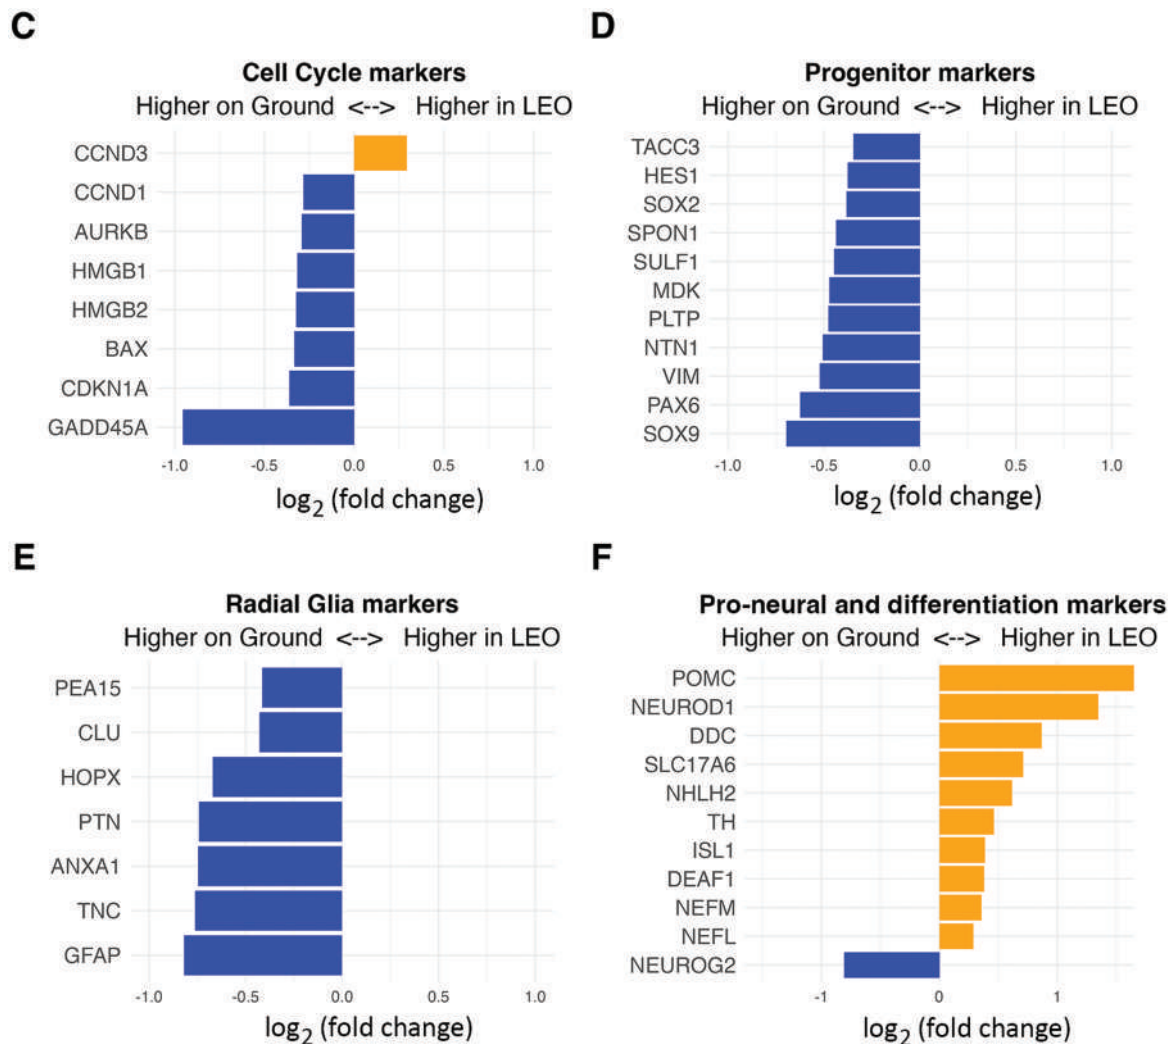 C
Cell Cycle markers
Higher on Ground <--> Higher in LEO
CCND3
CCND1
AURKB
HMGB1
HMGB2
BAX
CDKN1A
GADD45A
-1.0 -0.5 0.0 0.5 1.0
log2 (fold change)
D
Progenitor markers
Higher on Ground <--> Higher in LEO
TACC3
HES1
SOX2
SPON1
SULF1
MDK
PLTP
NTN1
VIM
PAX6
SOX9
-1.0 -0.5 0.0 0.5 1.0
log2 (fold change)
E
Radial Glia markers
Higher on Ground <--> Higher in LEO
PEA15
CLU
HOPX
PTN
ANXA1
TNC
GFAP
-1.0 -0.5 0.0 0.5 1.0
log2 (fold change)
F
Pro-neural and differentiation markers
Higher on Ground <--> Higher in LEO
POMC
NEUROD1
DDC
SLC17A6
NHLH2
TH
ISL1
DEAF1
NEFM
NEFL
NEUROG2
-1 0 1
log2 (fold change)